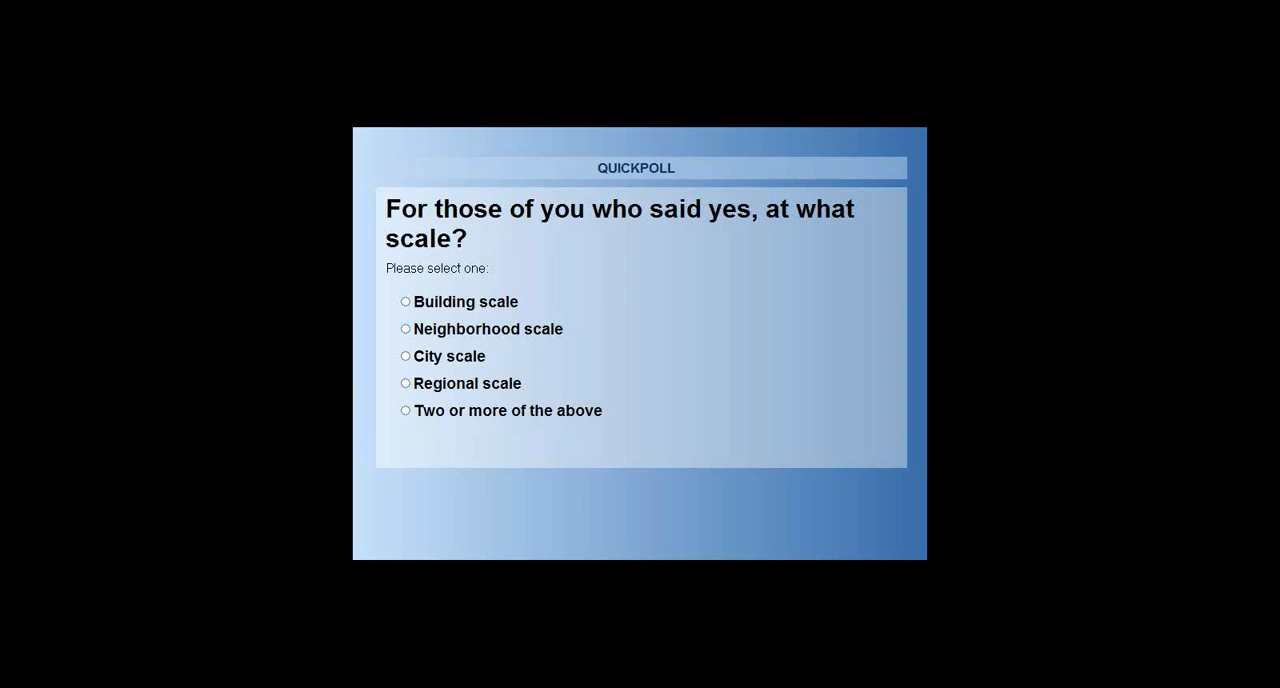 QUICKPOLL
For those of you who said yes, at what
scale?
Please select one:
Building scale
Neighborhood scale
City scale
Regional scale
Two or more of the above